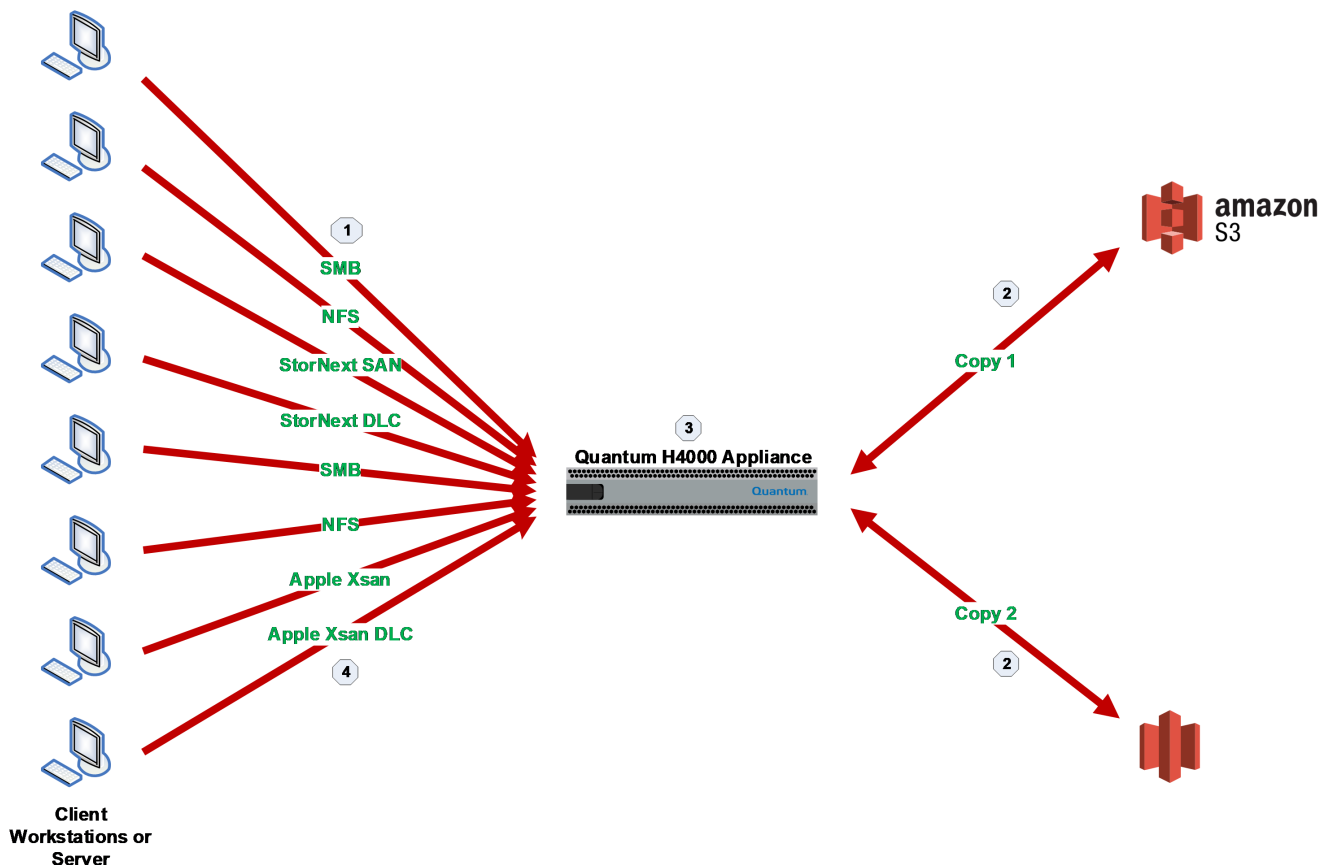 1
SMB
NFS
StorNext SAN
StorNext DLC
SMB
NFS
Apple Xsan
Apple Xsan DLC
4
Client
Workstations or
Server
3
Quantum H4000 Appliance
Quantum
2
Copy 1
Copy 2
2
amazon
S3